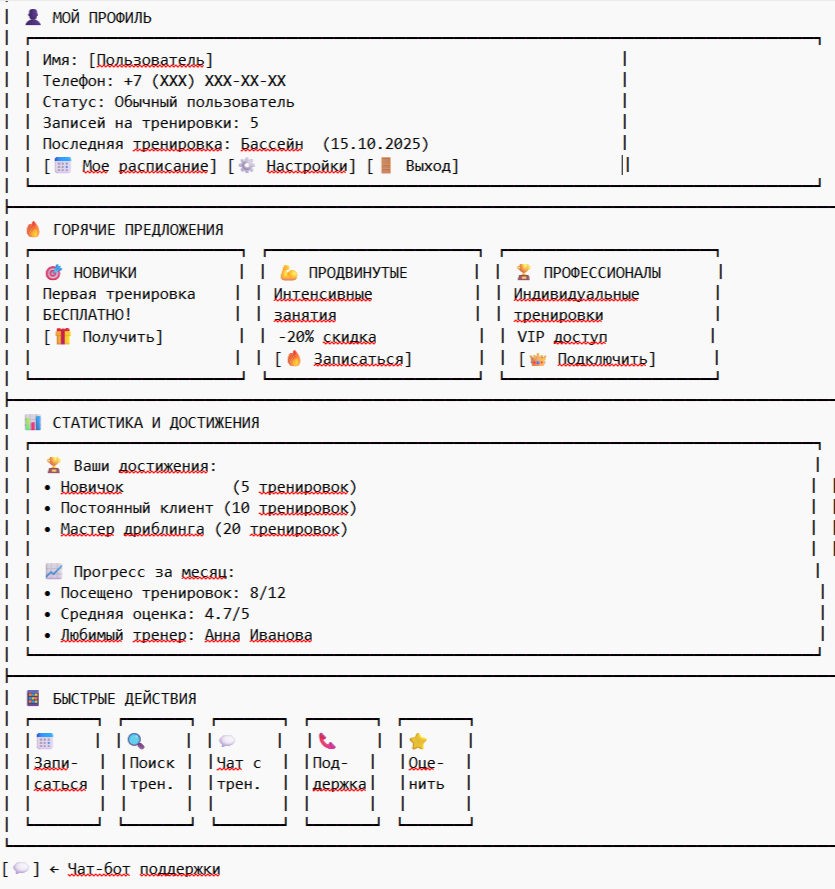 👤 МОЙ ПРОФИЛЬ
Имя: [Пользователь]
Телефон: +7 (XXX) XXX-XX-XX
Статус: Обычный пользователь
Записей на тренировки: 5
Последняя тренировка: Бассейн (15.10.2025)
[🗓️ Мое расписание] [⚙️ Настройки] [🚪 Выход]
🔥 ГОРЯЧИЕ ПРЕДЛОЖЕНИЯ
🎯 НОВИЧКИ
Первая тренировка
БЕСПЛАТНО!
[🎁 Получить]
💪 ПРОДВИНУТЫЕ
Интенсивные
занятия
-20% скидка
[🔥 Записаться]
🏆 ПРОФЕССИОНАЛЫ
Индивидуальные
тренировки
VIP доступ
[👑 Подключить]
📊 СТАТИСТИКА И ДОСТИЖЕНИЯ
🏆 Ваши достижения:
• Новичок (5 тренировок)
• Постоянный клиент (10 тренировок)
• Мастер дриблинга (20 тренировок)
📈 Прогресс за месяц:
• Посещено тренировок: 8/12
• Средняя оценка: 4.7/5
• Любимый тренер: Анна Иванова
🧮 БЫСТРЫЕ ДЕЙСТВИЯ
🗓️
Запи-
саться
🔍
Поиск
трен.
💬
Чат с
трен.
📞
Под-
держка
⭐
Оце-
нить
[💬] ← Чат-бот поддержки